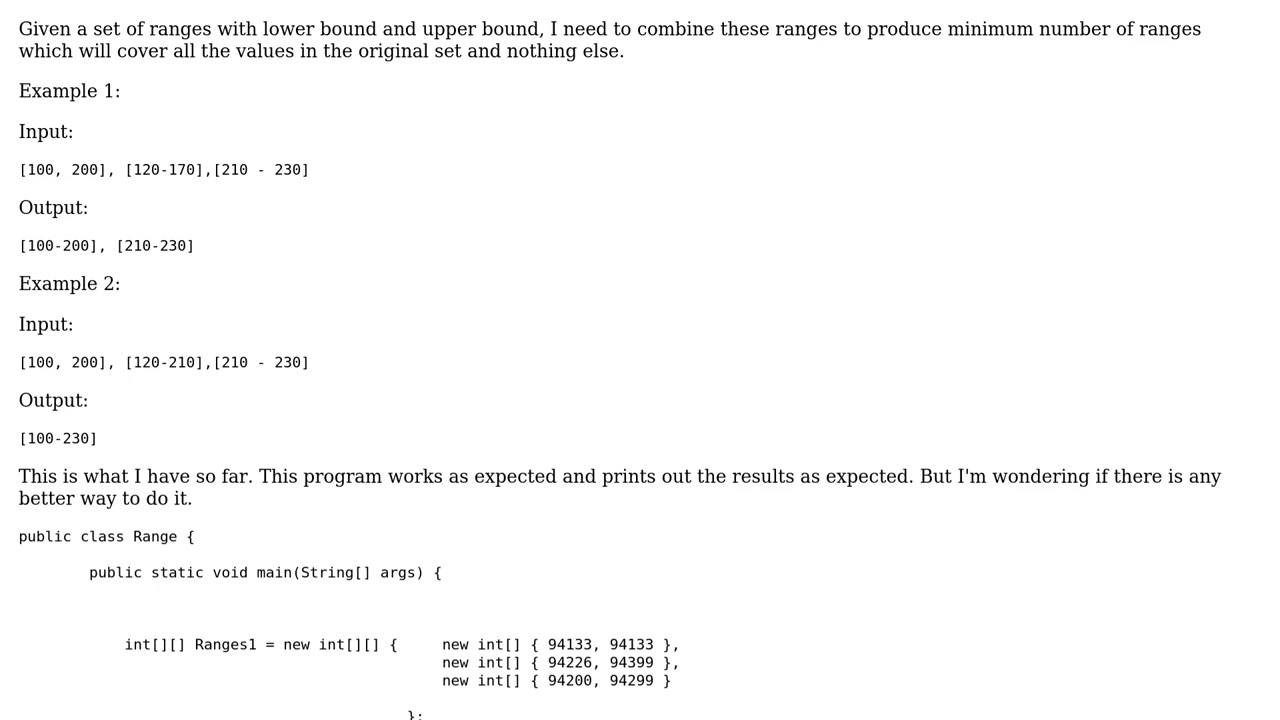 Given a set of ranges with lower bound and upper bound, I need to combine these ranges to produce minimum number of ranges
which will cover all the values in the original set and nothing else.
Example 1:
Input:
[100, 200], [120-170],[210 - 230]
Output:
[100-200], [210-230]
Example 2:
Input:
[100, 200], [120-210],[210 - 230]
Output:
[100-230]
This is what I have so far. This program works as expected and prints out the results as expected. But I'm wondering if there is any
better way to do it.
public class Range {
public static void main(String[] args) {
int[][] Ranges1 = new int[][] {     new int[] { 94133, 94133 },
new int[] { 94226, 94399 },
new int[] { 94200, 94299 }
};